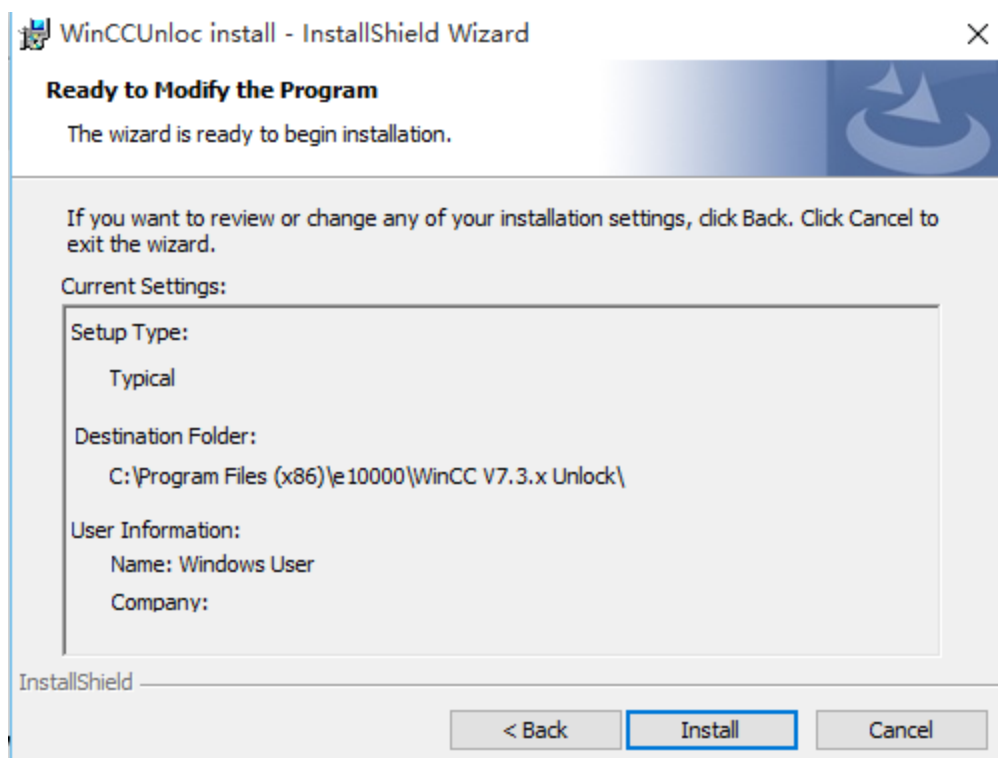 WinCCUnloc install - InstallShield Wizard
Ready to Modify the Program
The wizard is ready to begin installation.
If you want to review or change any of your installation settings, click Back. Click Cancel to
exit the wizard.
Current Settings:
Setup Type:
Typical
Destination Folder:
C:\Program Files (x86)\e10000\WinCC V7.3.x Unlock\
User Information:
Name: Windows User
Company:
InstallShield
< Back
Install
Cancel